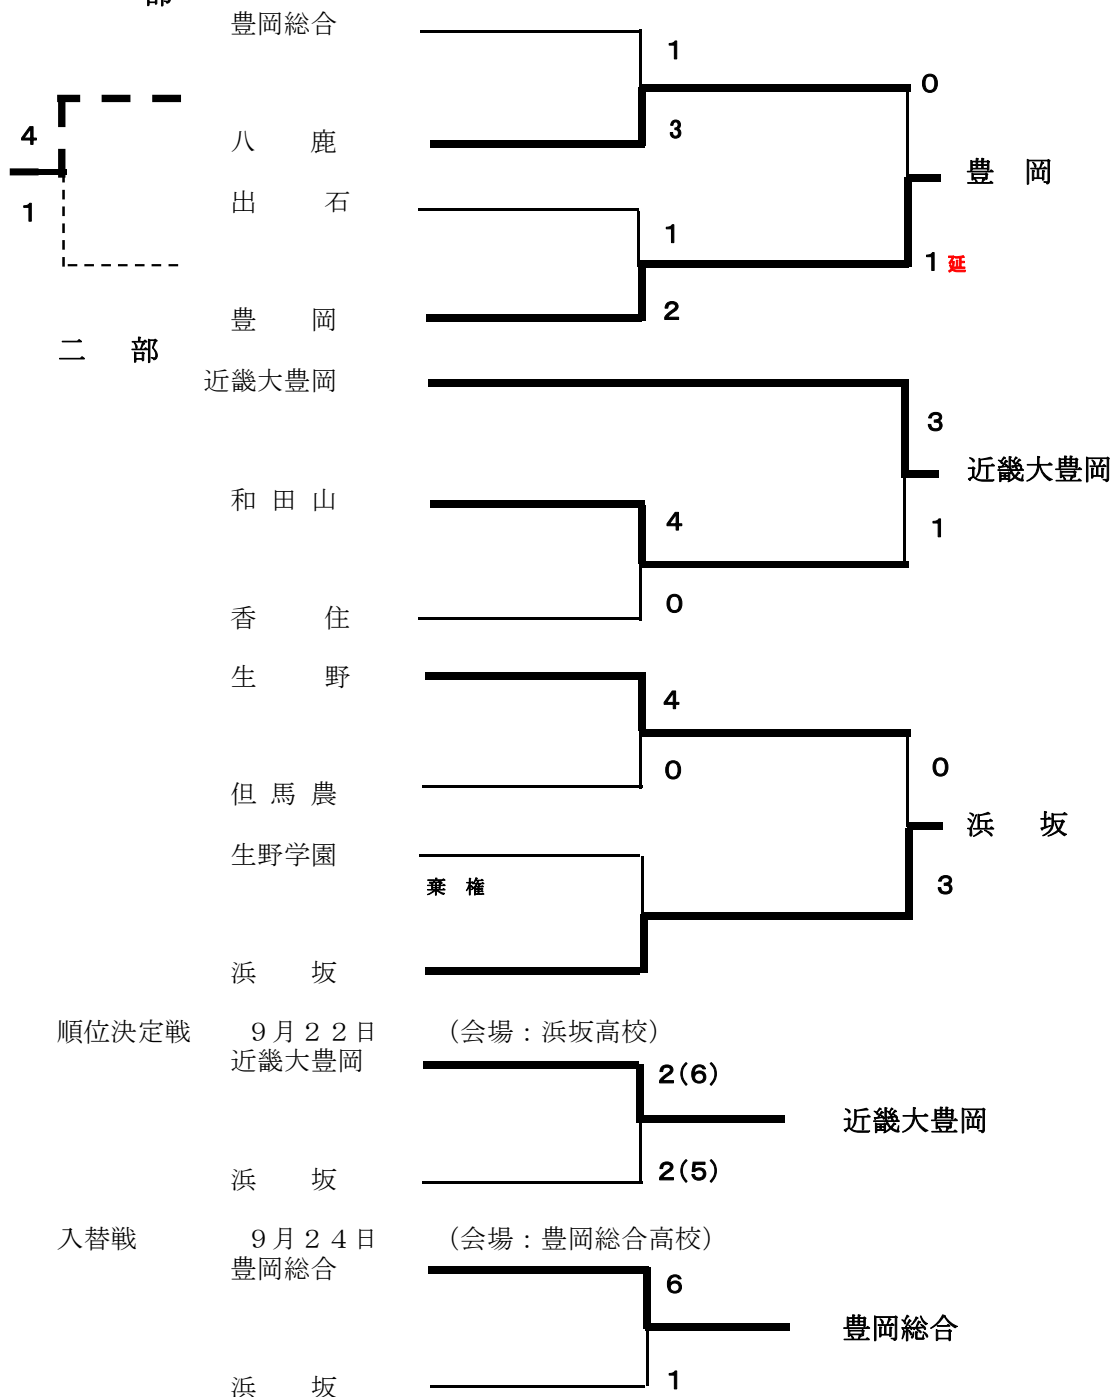 豊岡総合
1
0
4
3
八 鹿
豊 岡
1
出 石
1
1 延
2
豊 岡
二 部
近畿大豊岡
3
近畿大豊岡
和 田 山
4
1
0
香 住
生 野
4
0
0
但 馬 農
浜 坂
生野学園
棄 権
3
浜 坂
順位決定戦 9月22日 (会場:浜坂高校)
近畿大豊岡
2(6)
近畿大豊岡
2(5)
浜 坂
入替戦 9月24日 (会場:豊岡総合高校)
豊岡総合
6
豊岡総合
1
浜 坂